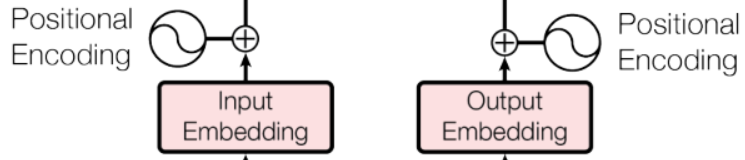 Positional
Encoding
Input
Embedding
Output
Embedding
Positional
Encoding